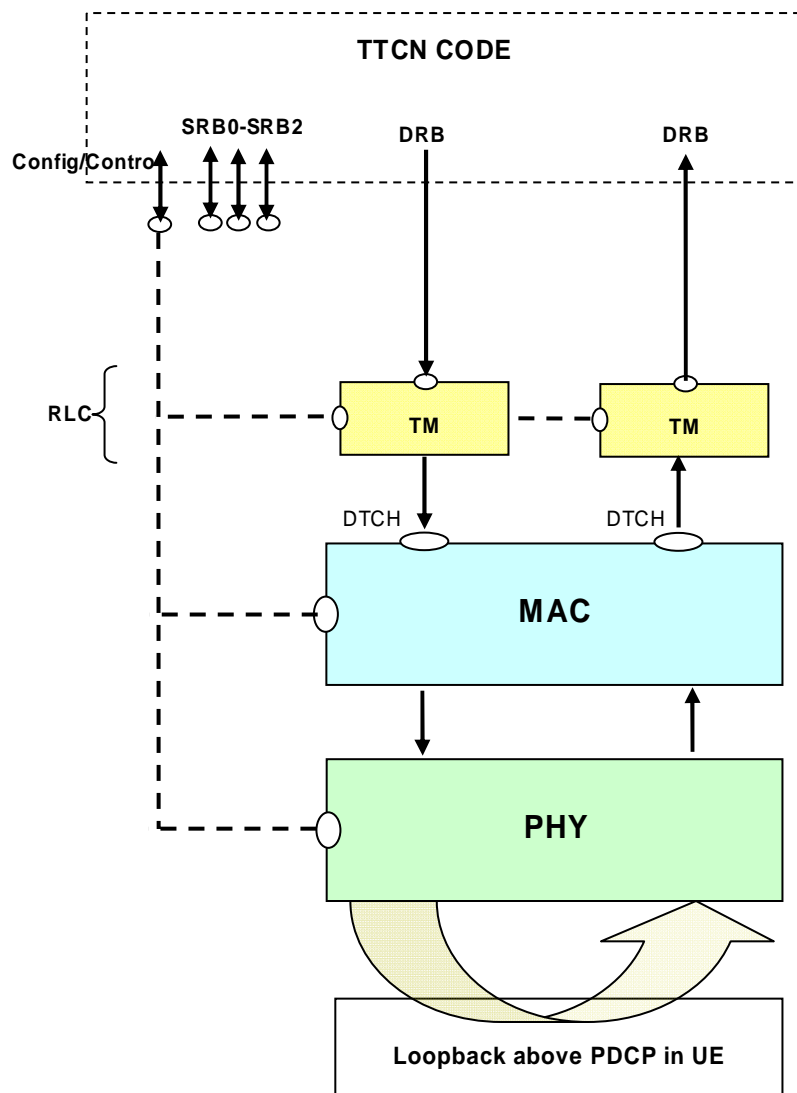 TTCN CODE
SRB0-SRB2
DRB
DRB
Config/Contro
RLC
TM
TM
DTCH
DTCH
MAC
PHY
Loopback above PDCP in UE